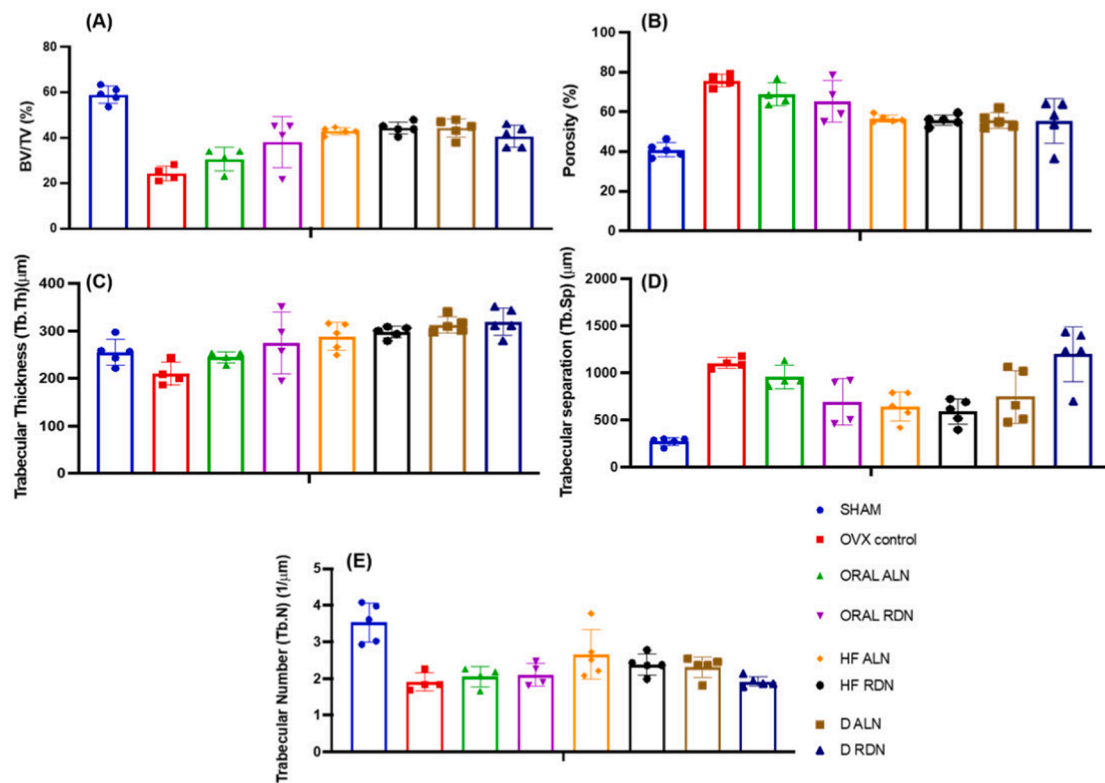 (A)
BV/TV (%)
80
60
40
20
0
(B)
Porosity (%)
100
80
60
40
20
0
(C)
Trabecular Thickness (Tb.Th)(μm)
400
300
200
100
0
(D)
Trabecular separation (Tb.Sp) (μm)
2000
1500
1000
500
0
(E)
Trabecular Number (Tb.N) (1/μm)
5
4
3
2
1
0
SHAM
OVX control
ORAL ALN
ORAL RDN
HF ALN
HF RDN
D ALN
D RDN